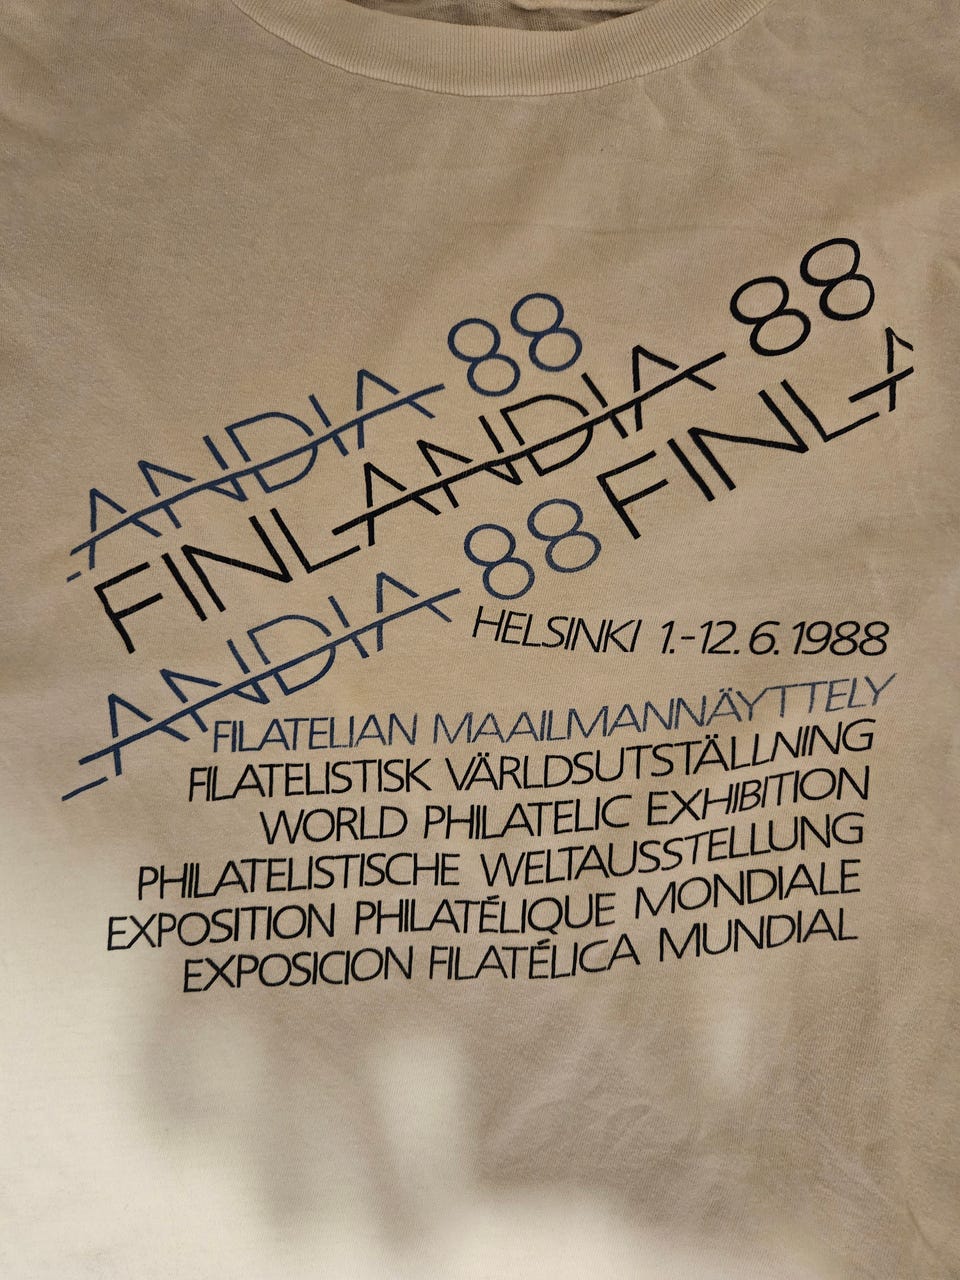 ANDIA 88
FINLANDIA 88
ANDIA 88 FINLA
HELSINKI 1.-12.6.1988
FILATELIAN MAAILMANNÄYTTELY
FILATELISTISK VÄRLDSUTSTÄLLNING
WORLD PHILATELIC EXHIBITION
PHILATELISTISCHE WELTAUSSTELLUNG
EXPOSITION PHILATÉLIQUE MONDIALE
EXPOSICION FILATÉLICA MUNDIAL